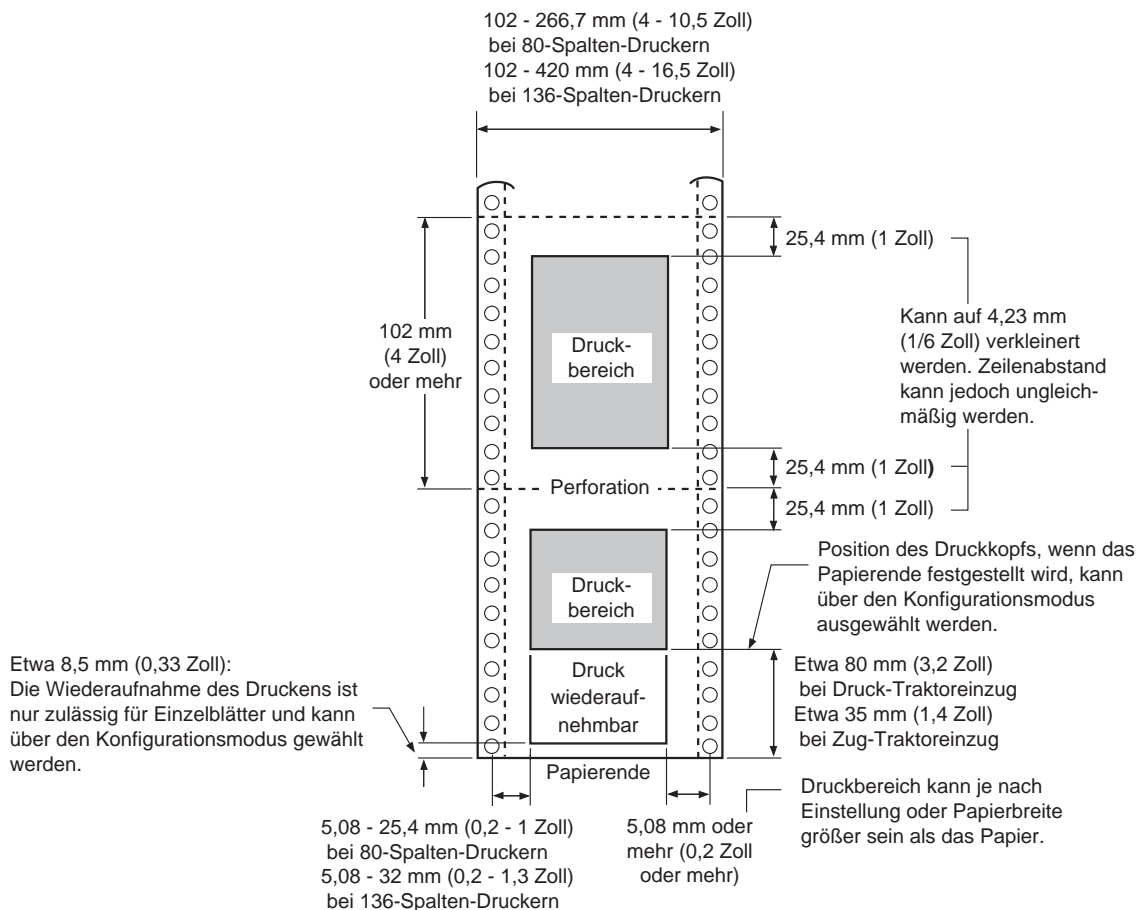 102 - 266,7 mm (4 - 10,5 Zoll)
bei 80-Spalten-Druckern
102 - 420 mm (4 - 16,5 Zoll)
bei 136-Spalten-Druckern
25,4 mm (1 Zoll)
102 mm
(4 Zoll)
oder mehr
Druck-
bereich
Kann auf 4,23 mm
(1/6 Zoll) verkleinert
werden. Zeilenabstand
kann jedoch ungleich-
mäßig werden.
25,4 mm (1 Zoll)
Perforation
25,4 mm (1 Zoll)
Druck-
bereich
Position des Druckkopfs, wenn das
Papierende festgestellt wird, kann
über den Konfigurationsmodus
ausgewählt werden.
Etwa 8,5 mm (0,33 Zoll):
Die Wiederaufnahme des Druckens ist
nur zulässig für Einzelblätter und kann
über den Konfigurationsmodus gewählt
werden.
Druck
wiederauf-
nehmbar
Etwa 80 mm (3,2 Zoll)
bei Druck-Traktoreinzug
Etwa 35 mm (1,4 Zoll)
bei Zug-Traktoreinzug
Papierende
5,08 - 25,4 mm (0,2 - 1 Zoll)
bei 80-Spalten-Druckern
5,08 - 32 mm (0,2 - 1,3 Zoll)
bei 136-Spalten-Druckern
5,08 mm oder
mehr (0,2 Zoll
oder mehr)
Druckbereich kann je nach
Einstellung oder Papierbreite
größer sein als das Papier.